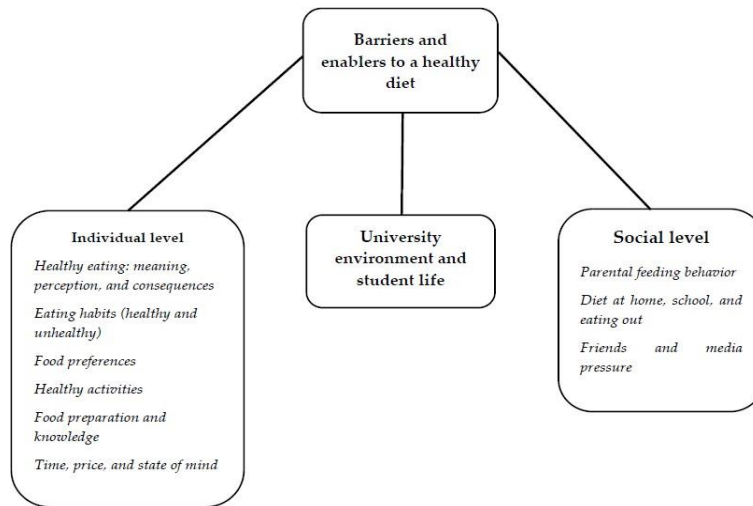 Barriers and
enablers to a healthy
diet
Individual level
Healthy eating: meaning,
perception, and consequences
Eating habits (healthy and
unhealthy)
Food preferences
Healthy activities
Food preparation and
knowledge
Time, price, and state of mind
University
environment and
student life
Social level
Parental feeding behavior
Diet at home, school, and
eating out
Friends and media
pressure